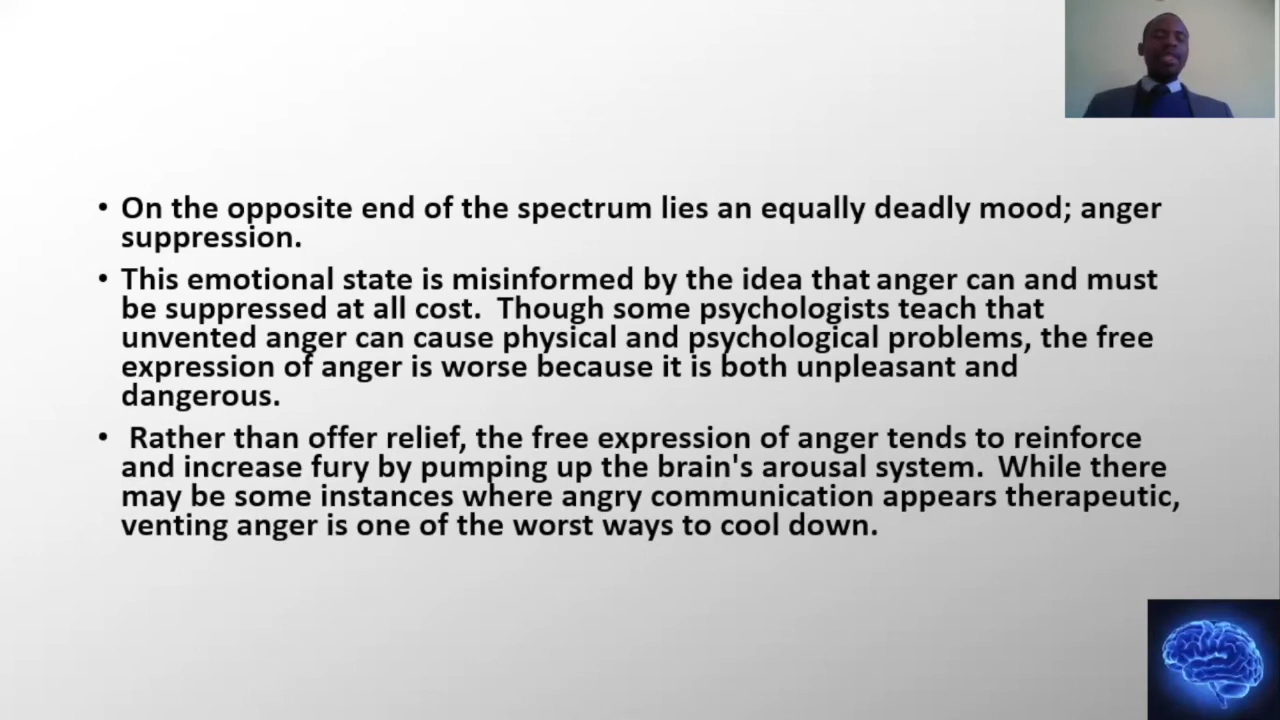 • On the opposite end of the spectrum lies an equally deadly mood; anger
suppression.
• This emotional state is misinformed by the idea that anger can and must
be suppressed at all cost.  Though some psychologists teach that
unvented anger can cause physical and psychological problems, the free
expression of anger is worse because it is both unpleasant and
dangerous.
• Rather than offer relief, the free expression of anger tends to reinforce
and increase fury by pumping up the brain's arousal system.  While there
may be some instances where angry communication appears therapeutic,
venting anger is one of the worst ways to cool down.